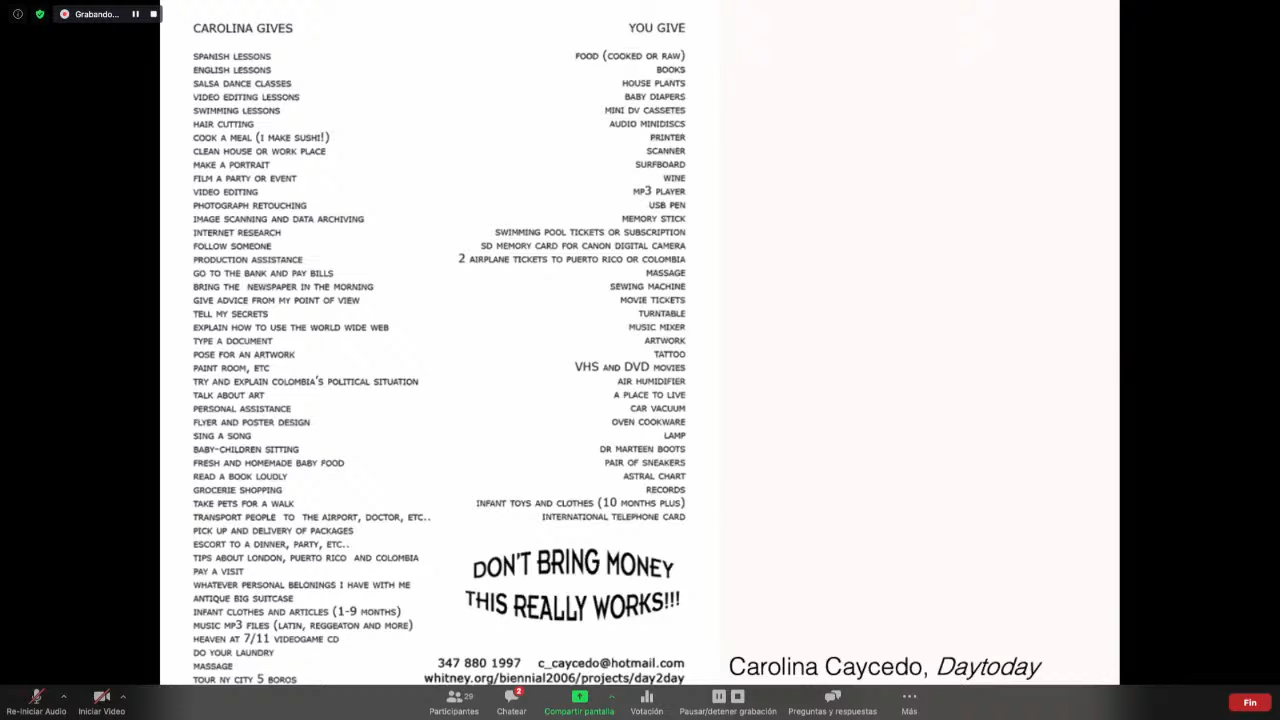 Grabando...
CAROLINA GIVES
SPANISH LESSONS
ENGLISH LESSONS
SALSA DANCE CLASSES
VIDEO EDITING LESSONS
SWIMMING LESSONS
HAIR CUTTING
COOK A MEAL (I MAKE SUSHI!)
CLEAN HOUSE OR WORK PLACE
MAKE A PORTRAIT
FILM A PARTY OR EVENT
VIDEO EDITING
PHOTOGRAPH RETOUCHING
IMAGE SCANNING AND DATA ARCHIVING
INTERNET RESEARCH
FOLLOW SOMEONE
PRODUCTION ASSISTANCE
GO TO THE BANK AND PAY BILLS
BRING THE NEWSPAPER IN THE MORNING
GIVE ADVICE FROM MY POINT OF VIEW
TELL MY SECRETS
EXPLAIN HOW TO USE THE WORLD WIDE WEB
TYPE A DOCUMENT
POSE FOR AN ARTWORK
PAINT ROOM, ETC
TRY AND EXPLAIN COLOMBIA'S POLITICAL SITUATION
TALK ABOUT ART
PERSONAL ASSISTANCE
FLYER AND POSTER DESIGN
SING A SONG
BABY-CHILDREN SITTING
FRESH AND HOMEMADE BABY FOOD
READ A BOOK LOUDLY
GROCERIE SHOPPING
TAKE PETS FOR A WALK
TRANSPORT PEOPLE TO THE AIRPORT, DOCTOR, ETC..
PICK UP AND DELIVERY OF PACKAGES
ESCORT TO A DINNER, PARTY, ETC..
TIPS ABOUT LONDON, PUERTO RICO AND COLOMBIA
PAY A VISIT
WHATEVER PERSONAL BELONINGS I HAVE WITH ME
ANTIQUE BIG SUITCASE
INFANT CLOTHES AND ARTICLES (1-9 MONTHS)
MUSIC MP3 FILES (LATIN, REGGEATON AND MORE)
HEAVEN AT 7/11 VIDEOGAME CD
DO YOUR LAUNDRY
MASSAGE
TOUR NY CITY 5 BOROS
YOU GIVE
FOOD (COOKED OR RAW)
BOOKS
HOUSE PLANTS
BABY DIAPERS
MINI DV CASSETES
AUDIO MINIDISCS
PRINTER
SCANNER
SURFBOARD
WINE
MP3 PLAYER
USB PEN
MEMORY STICK
SWIMMING POOL TICKETS OR SUBSCRIPTION
SD MEMORY CARD FOR CANON DIGITAL CAMERA
2 AIRPLANE TICKETS TO PUERTO RICO OR COLOMBIA
MASSAGE
SEWING MACHINE
MOVIE TICKETS
TURNTABLE
MUSIC MIXER
ARTWORK
TATTOO
VHS AND DVD MOVIES
AIR HUMIDIFIER
A PLACE TO LIVE
CAR VACUUM
OVEN COOKWARE
LAMP
DR MARTEEN BOOTS
PAIR OF SNEAKERS
ASTRAL CHART
RECORDS
INFANT TOYS AND CLOTHES (10 MONTHS PLUS)
INTERNATIONAL TELEPHONE CARD
DON'T BRING MONEY
THIS REALLY WORKS!!!
347 880 1997 c_caycedo@hotmail.com
whitney.org/biennial2006/projects/day2day
Carolina Caycedo, Daytoday
Re-iniciar Audio
Iniciar Video
Participantes 29
Chatear 2
Compartir pantalla
Votación
Pausar/detener grabación
Preguntas y respuestas
Más
Fin